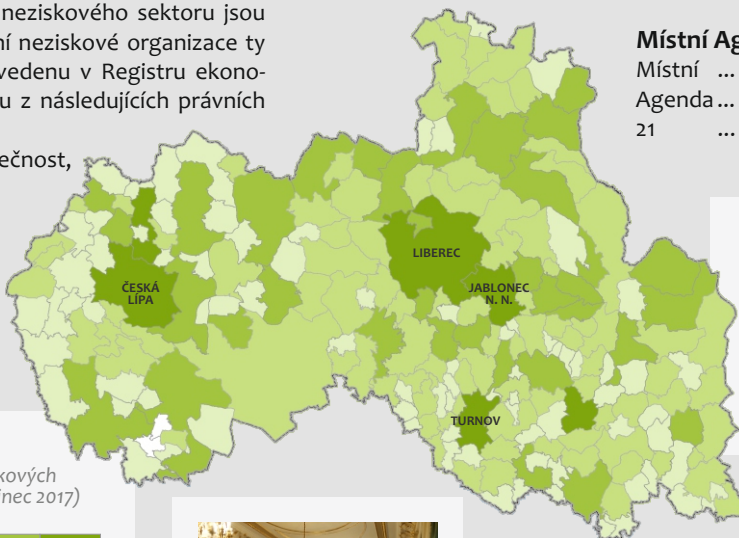 neziskového sektoru jsou
ní neziskové organizace ty
vedenu v Registru ekono-
u z následujících právních
ečnost,
Místní Ag
Místní ...
Agenda ...
21 ...
LIBEREC
JABLONEC
N. N.
ČESKÁ
LÍPA
TURNOV
kových
inec 2017)